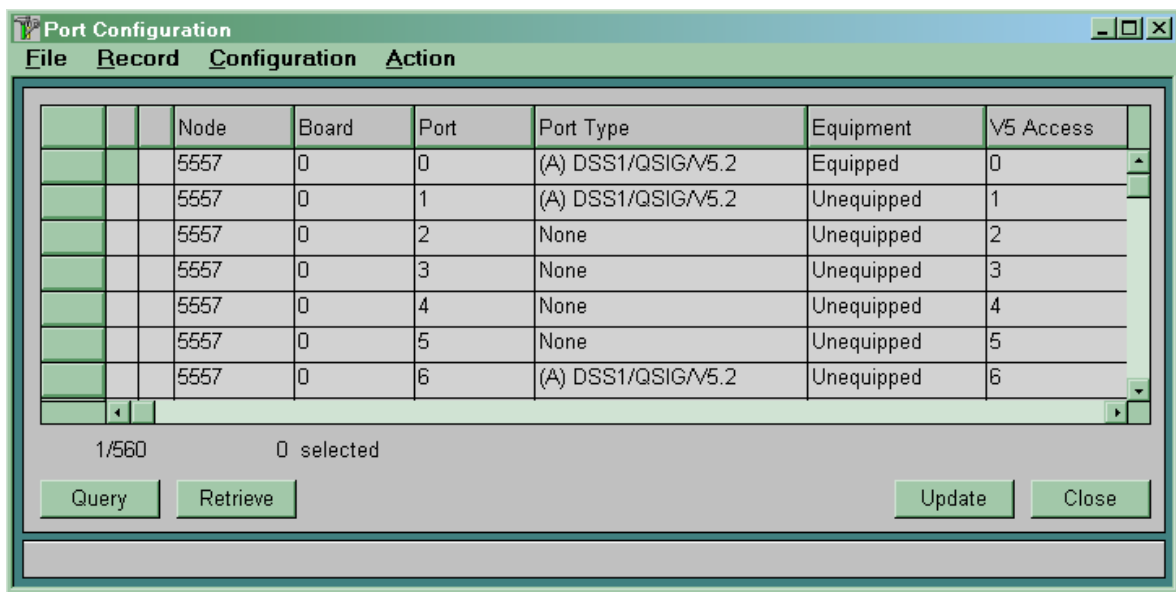 Port Configuration
File Record Configuration Action
Node Board Port Port Type Equipment V5 Access
5557 0 0 (A) DSS1/QSIG/V5.2 Equipped 0
5557 0 1 (A) DSS1/QSIG/V5.2 Unequipped 1
5557 0 2 None Unequipped 2
5557 0 3 None Unequipped 3
5557 0 4 None Unequipped 4
5557 0 5 None Unequipped 5
5557 0 6 (A) DSS1/QSIG/V5.2 Unequipped 6
1/560 0 selected
Query Retrieve Update Close